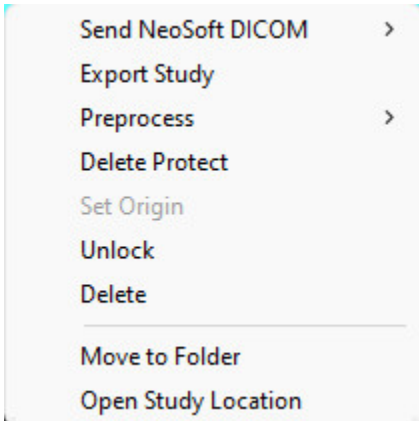 Send NeoSoft DICOM
Export Study
Preprocess
Delete Protect
Set Origin
Unlock
Delete
Move to Folder
Open Study Location